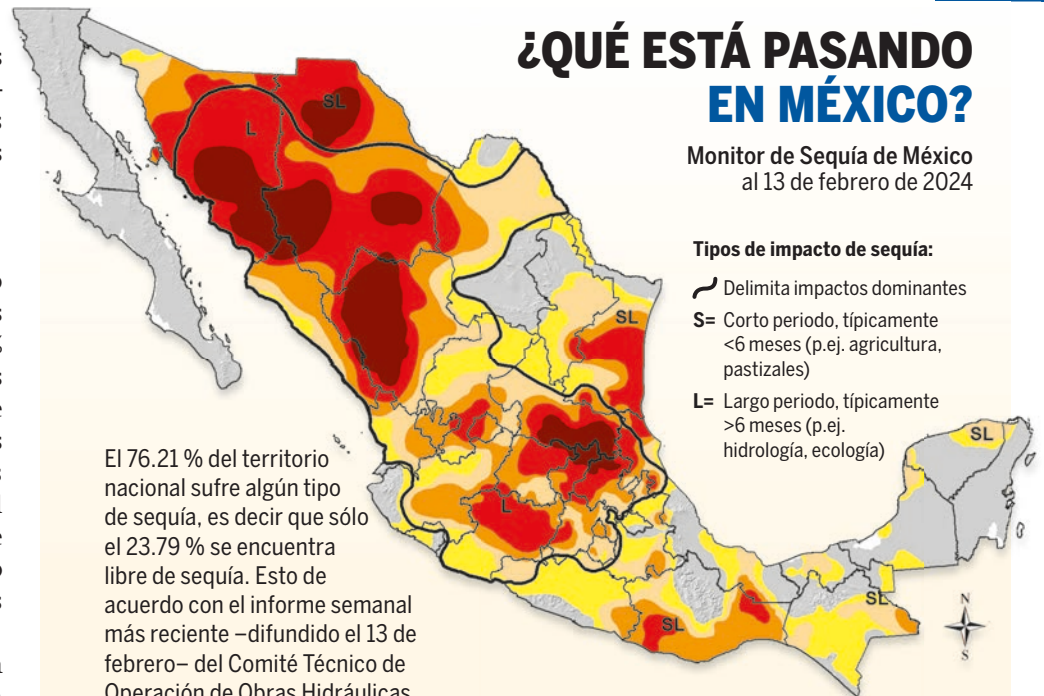 ¿QUÉ ESTÁ PASANDO
EN MÉXICO?
Monitor de Sequía de México
al 13 de febrero de 2024
Tipos de impacto de sequía:
Delimita impactos dominantes
S= Corto periodo, típicamente
<6 meses (p.ej. agricultura,
pastizales)
L= Largo periodo, típicamente
>6 meses (p.ej.
hidrología, ecología)
SL
L
SL
SL
L
SL
SL
N
S
El 76.21 % del territorio
nacional sufre algún tipo
de sequía, es decir que sólo
el 23.79 % se encuentra
libre de sequía. Esto de
acuerdo con el informe semanal
más reciente –difundido el 13 de
febrero– del Comité Técnico de
Operación de Obras Hidráulicas